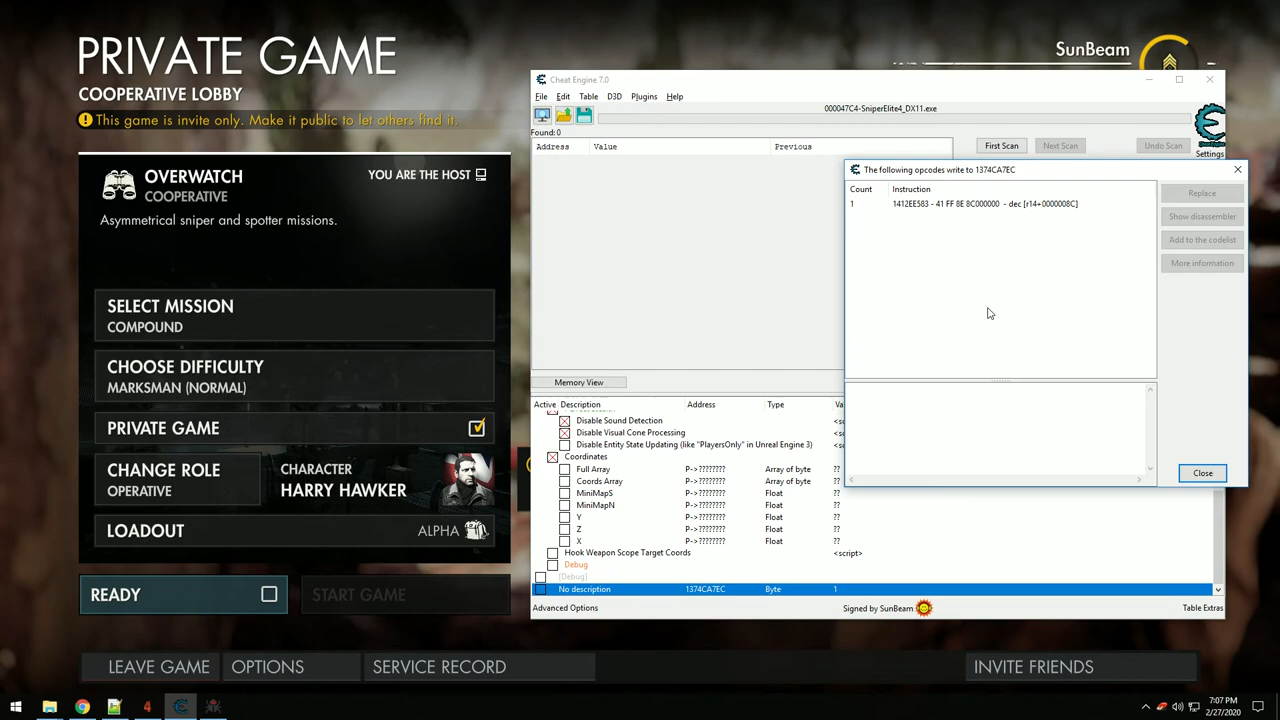 PRIVATE GAME
COOPERATIVE LOBBY
This game is invite only. Make it public to let others find it.
SunBeam
OVERWATCH
COOPERATIVE
YOU ARE THE HOST
Asymmetrical sniper and spotter missions.
SELECT MISSION
COMPOUND
CHOOSE DIFFICULTY
MARKSMAN (NORMAL)
PRIVATE GAME
CHANGE ROLE
OPERATIVE
CHARACTER
HARRY HAWKER
LOADOUT
ALPHA
READY
START GAME
LEAVE GAME
OPTIONS
SERVICE RECORD
INVITE FRIENDS
Cheat Engine 7.0
File Edit Table D3D Plugins Help
000047C4-SniperElite4_DX11.exe
Found: 0
Address Value Previous
First Scan Next Scan Undo Scan
Settings
The following opcodes write to 1374CA7EC
Count Instruction
1 1412EE583 - 41 FF 8E 8C000000 - dec [r14+0000008C]
Replace
Show disassembler
Add to the codelist
More information
Close
Memory View
Active Description Address Type
Disable Sound Detection
Disable Visual Cone Processing
Disable Entity State Updating (like "PlayersOnly" in Unreal Engine 3)
Coordinates
Full Array P->???????? Array of byte ??
Coords Array P->???????? Array of byte ??
MiniMapS P->???????? Float ??
MiniMapN P->???????? Float ??
Y P->???????? Float ??
Z P->???????? Float ??
X P->???????? Float ??
Hook Weapon Scope Target Coords <script>
Debug
[Debug]
No description 1374CA7EC Byte 1
Advanced Options Signed by SunBeam Table Extras
7:07 PM
2/27/2020